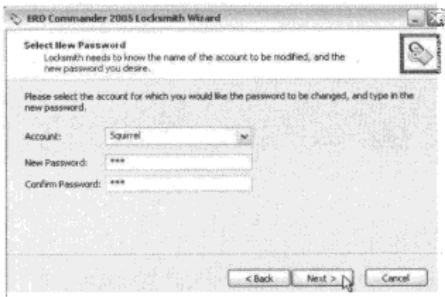 ERD Commander 2005 Locksmith Wizard
Select New Password
Locksmith needs to know the name of the account to be modified, and the
new password you desire.
Please select the account for which you would like the password to be changed, and type in the
new password.
Account: Squirrel
New Password: ***
Confirm Password: ***
< Back Next > Cancel